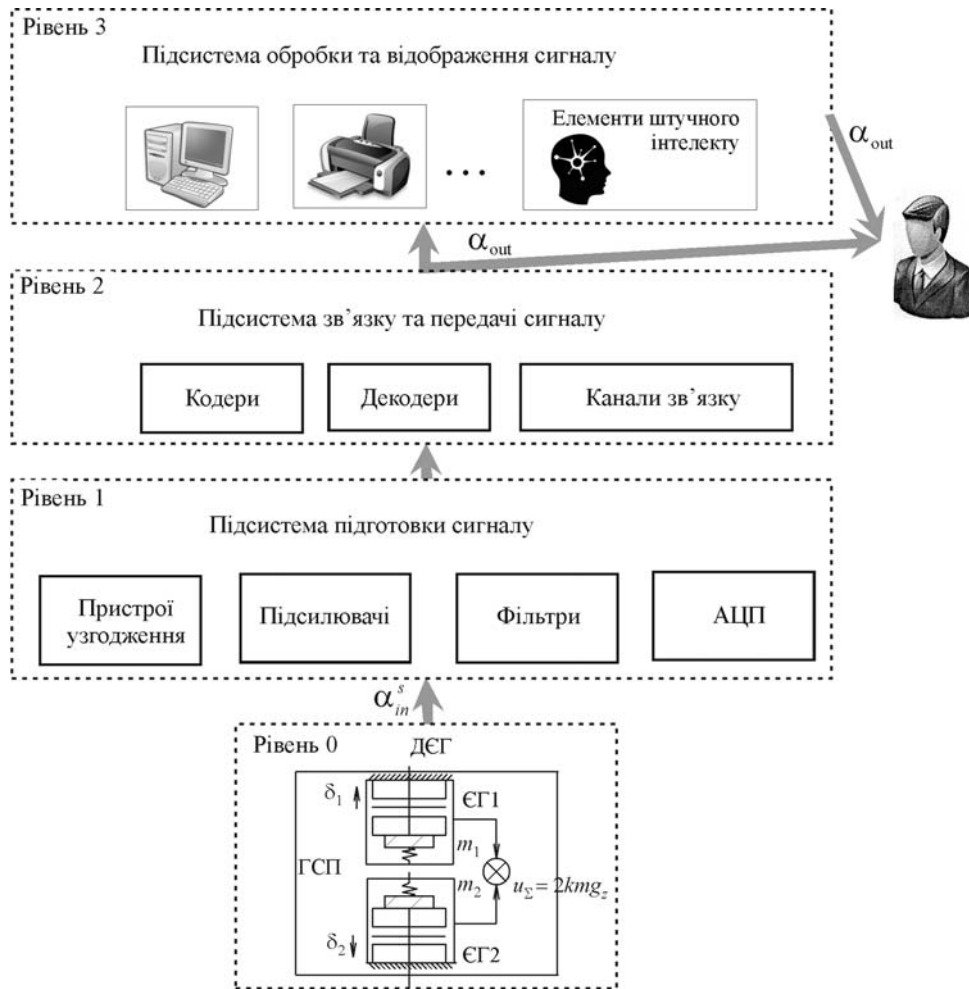 Рівень 3
Підсистема обробки та відображення сигналу
Елементи штучного
інтелекту
...
α_out
α_out
Рівень 2
Підсистема зв’язку та передачі сигналу
Кодери
Декодери
Канали зв’язку
Рівень 1
Підсистема підготовки сигналу
Пристрої
узгодження
Підсилювачі
Фільтри
АЦП
α_in^s
Рівень 0
ДЄГ
δ₁
ЄГ1
m₁
ГСП
m₂
u_Σ = 2kmg_z
δ₂
ЄГ2